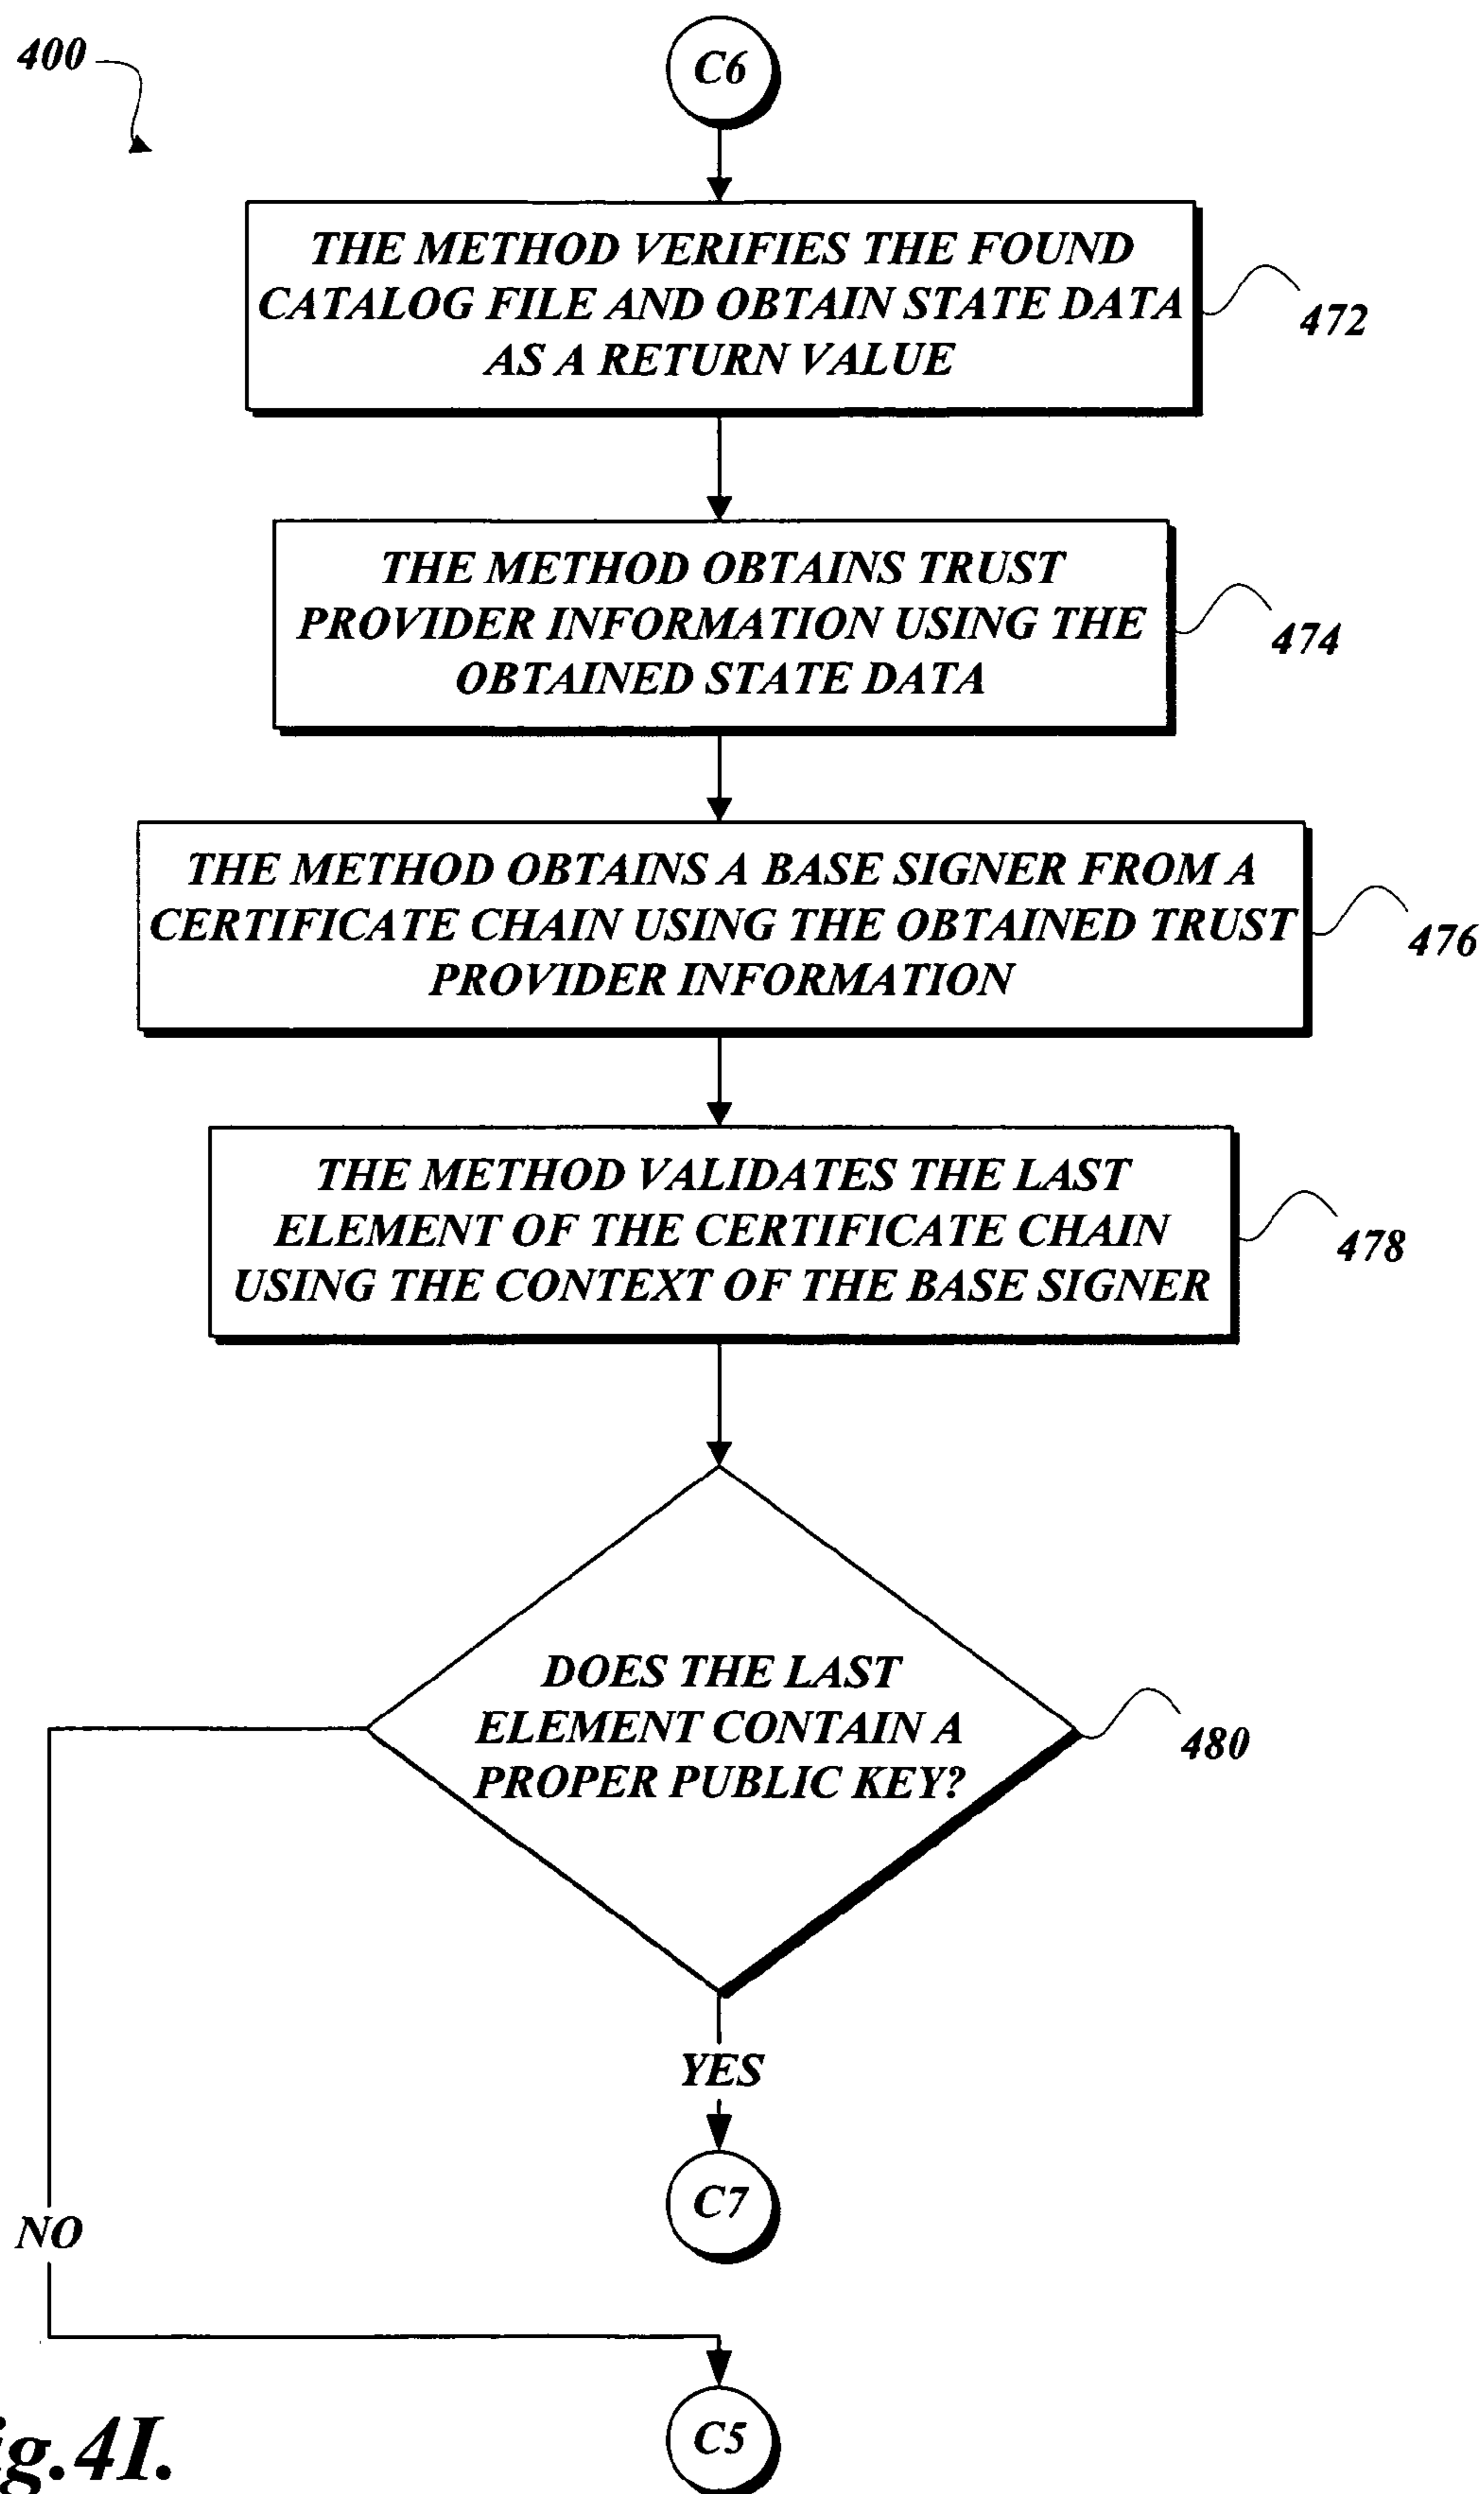 400
C6
THE METHOD VERIFIES THE FOUND
CATALOG FILE AND OBTAIN STATE DATA
AS A RETURN VALUE
472
THE METHOD OBTAINS TRUST
PROVIDER INFORMATION USING THE
OBTAINED STATE DATA
474
THE METHOD OBTAINS A BASE SIGNER FROM A
CERTIFICATE CHAIN USING THE OBTAINED TRUST
PROVIDER INFORMATION
476
THE METHOD VALIDATES THE LAST
ELEMENT OF THE CERTIFICATE CHAIN
USING THE CONTEXT OF THE BASE SIGNER
478
DOES THE LAST
ELEMENT CONTAIN A
PROPER PUBLIC KEY?
480
YES
C7
NO
C5
ig.4I.